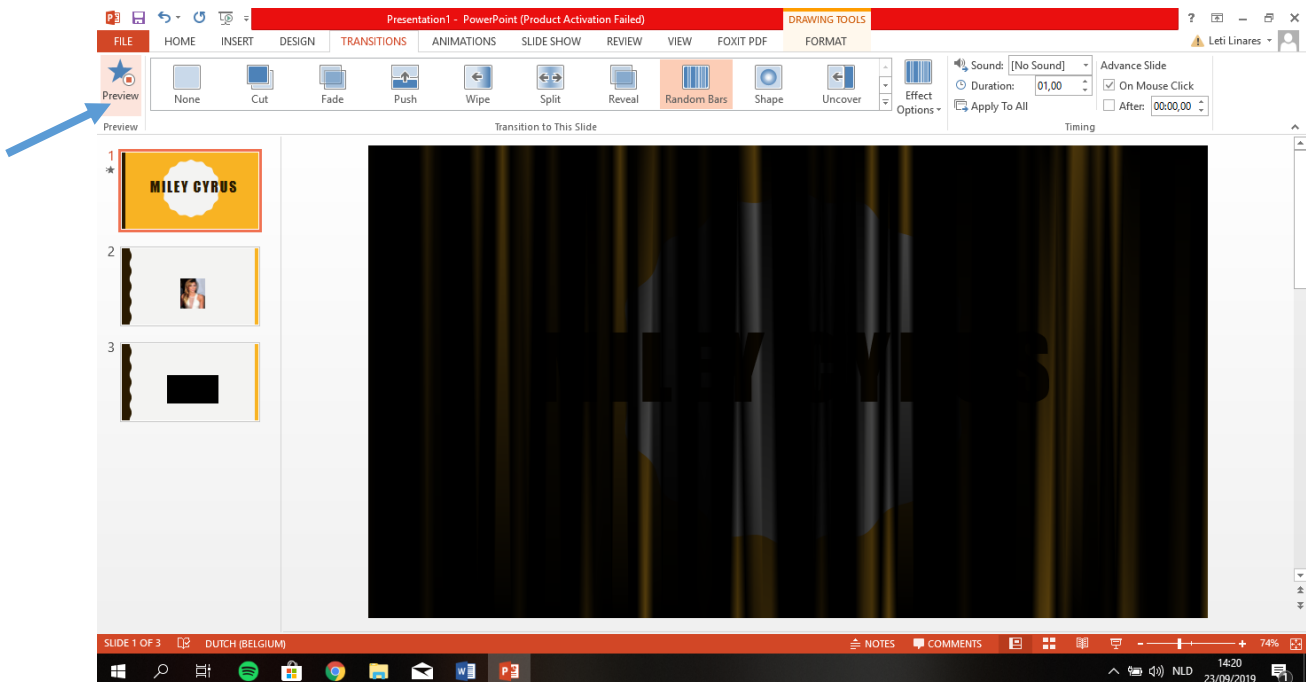 Presentation1 - PowerPoint (Product Activation Failed)
DRAWING TOOLS
?
FILE HOME INSERT DESIGN TRANSITIONS ANIMATIONS SLIDE SHOW REVIEW VIEW FOXIT PDF FORMAT
Leti Linares
Preview
None Cut Fade Push Wipe Split Reveal Random Bars Shape Uncover
Effect Options
Sound: [No Sound]
Duration: 01,00
Apply To All
Advance Slide
On Mouse Click
After: 00:00,00
Preview Transition to This Slide Timing
1
MILEY CYRUS
2
3
MILEY CYRUS
SLIDE 1 OF 3 DUTCH (BELGIUM) NOTES COMMENTS 74%
NLD 14:20
23/09/2019 1